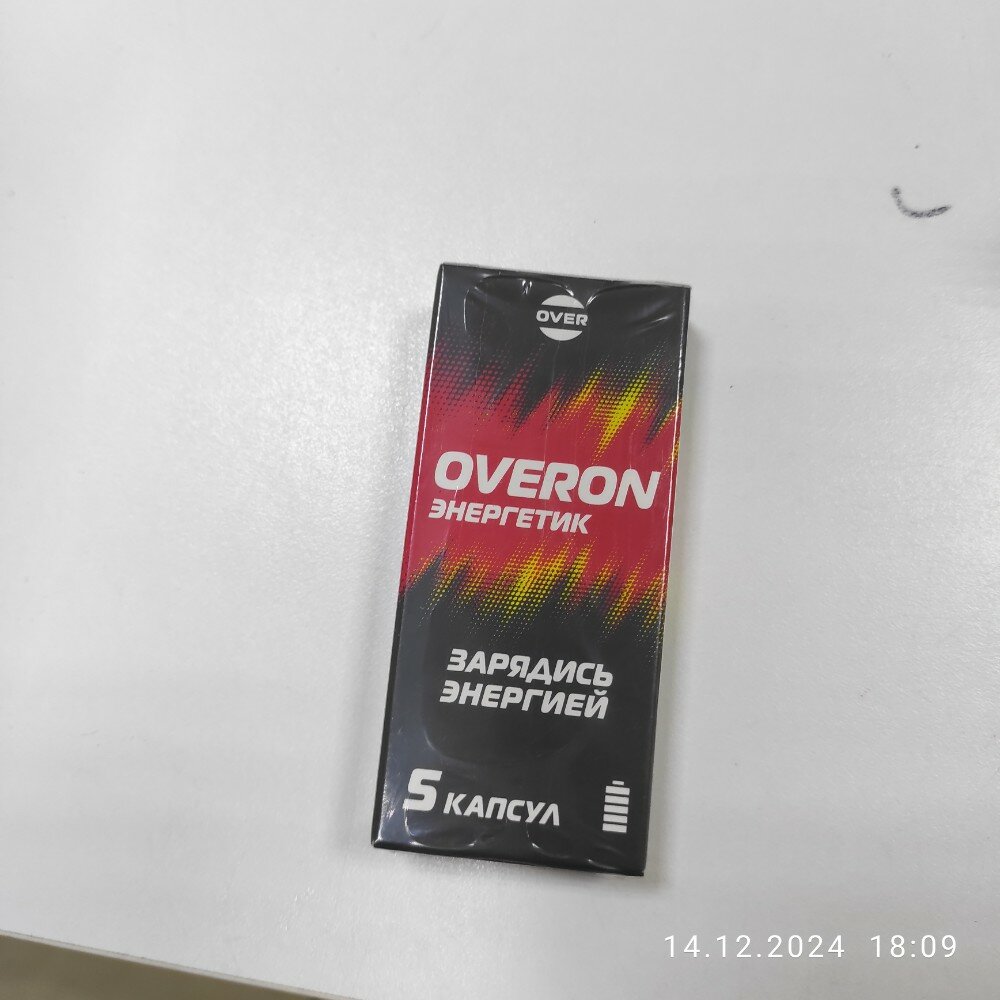 OVER
OVERON
ЭНЕРГЕТИК
ЗАРЯДИСЬ
ЭНЕРГИЕЙ
5 КАПСУЛ
14.12.2024 18:09